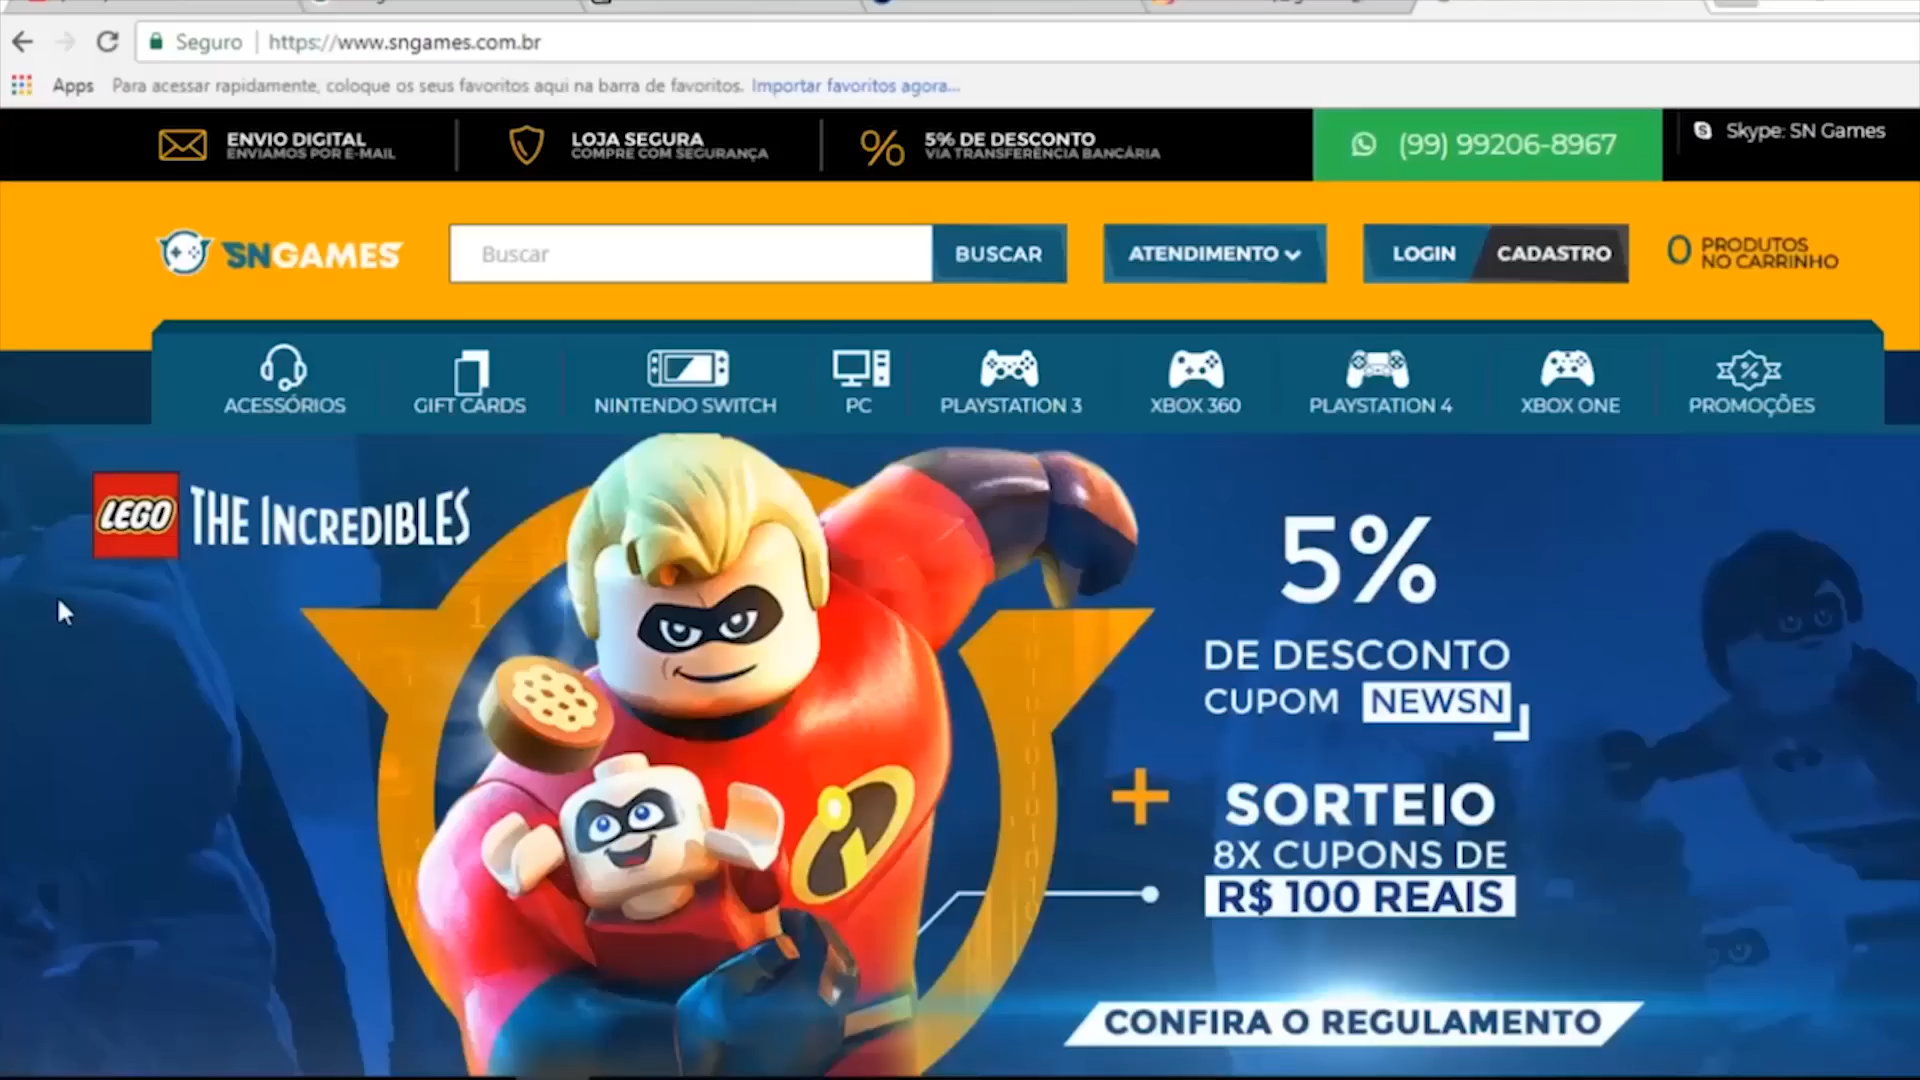 Seguro
https://www.sngames.com.br
Apps Para acessar rapidamente, coloque os seus favoritos aqui na barra de favoritos. Importar favoritos agora...
ENVIO DIGITAL
ENVIAMOS POR E-MAIL
LOJA SEGURA
COMPRE COM SEGURANÇA
% 5% DE DESCONTO
VIA TRANSFERÊNCIA BANCÁRIA
(99) 99206-8967
Skype: SN Games
SNGAMES
Buscar
BUSCAR
ATENDIMENTO
LOGIN
CADASTRO
0 PRODUTOS
NO CARRINHO
ACESSÓRIOS
GIFT CARDS
NINTENDO SWITCH
PC
PLAYSTATION 3
XBOX 360
PLAYSTATION 4
XBOX ONE
PROMOÇÕES
LEGO THE INCREDIBLES
5%
DE DESCONTO
CUPOM NEWSN
+ SORTEIO
8X CUPONS DE
R$ 100 REAIS
CONFIRA O REGULAMENTO